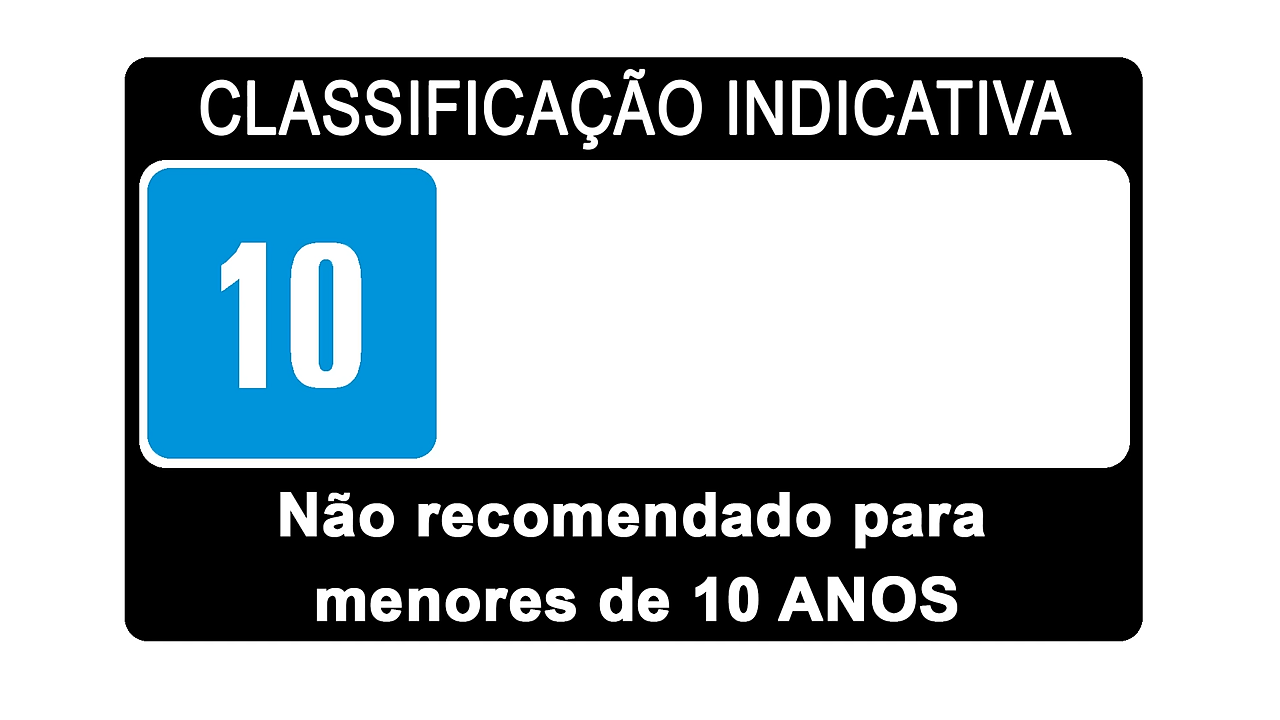 CLASSIFICAÇÃO INDICATIVA
10
Não recomendado para
menores de 10 ANOS